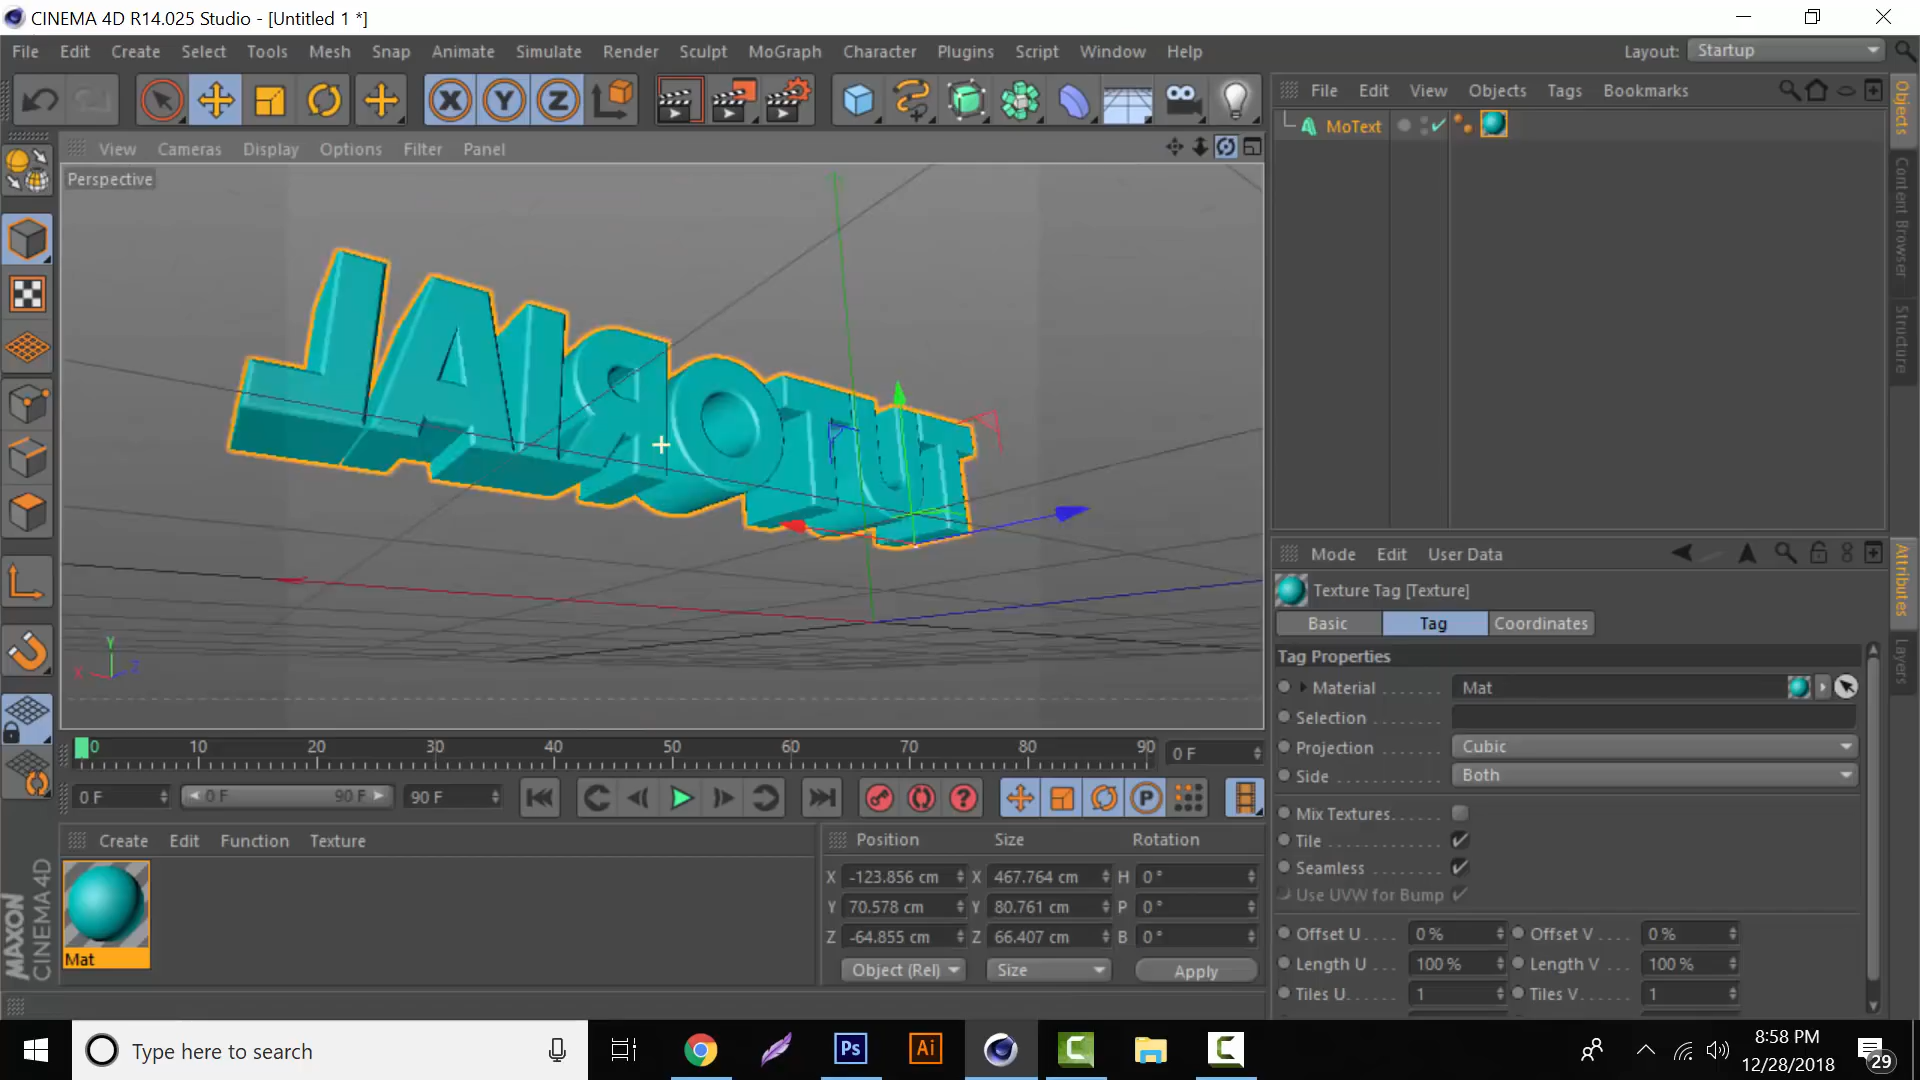 CINEMA 4D R14.025 Studio - [Untitled 1 *]
File Edit Create Select Tools Mesh Snap Animate Simulate Render Sculpt MoGraph Character Plugins Script Window Help Layout: Startup
X Y Z
File Edit View Objects Tags Bookmarks
MoText
View Cameras Display Options Filter Panel
Perspective
TUTORIAL
Y
X Z
Objects
Content Browser
Structure
Mode Edit User Data
Texture Tag [Texture]
Basic Tag Coordinates
Tag Properties
Material Mat
Selection
Projection Cubic
Side Both
Mix Textures
Tile
Seamless
Use UVW for Bump
Offset U 0 % Offset V 0 %
Length U 100 % Length V 100 %
Tiles U 1 Tiles V 1
Attributes
Layers
0 10 20 30 40 50 60 70 80 90 0 F
0 F 0 F 90 F 90 F
? P
Create Edit Function Texture
Mat
Position Size Rotation
X -123.856 cm X 467.764 cm H 0 °
Y 70.578 cm Y 80.761 cm P 0 °
Z -64.855 cm Z 66.407 cm B 0 °
Object (Rel) Size Apply
MAXON
CINEMA 4D
Type here to search
Ps Ai
8:58 PM
12/28/2018
29